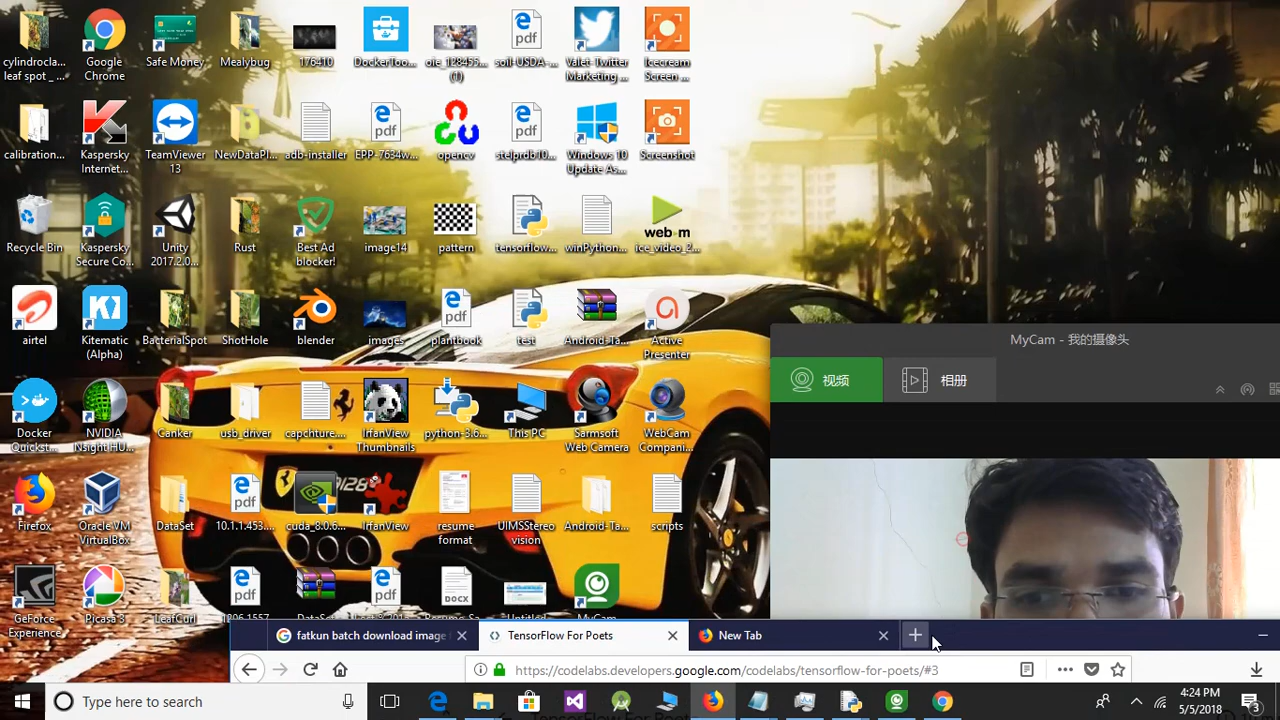 cylindrocla...
leaf spot _ ...
Google
Chrome
Safe Money
Mealybug
176410
DockerToo...
oie_128455...
(1)
pdf
soil-USDA-...
Valet-Twitter
Marketing ...
Icecream
Screen ...
calibration...
Kaspersky
Internet...
TeamViewer
13
NewDataPl...
adb-installer
pdf
EPP-7634w...
opencv
pdf
stelprdb10...
Windows 10
Update As...
Screenshot
Recycle Bin
Kaspersky
Secure Co...
Unity
2017.2.0...
Rust
Best Ad
blocker!
image14
pattern
tensorflow...
winPython...
web·m
ice_video_2...
airtel
Kitematic
(Alpha)
BacterialSpot
ShotHole
blender
images
pdf
plantbook
test
Android-Ta...
Active
Presenter
Docker
Quickst...
NVIDIA
Nsight HU...
Canker
usb_driver
capchture....
IrfanView
Thumbnails
python-3.6...
This PC
Sarmsoft
Web Camera
WebCam
Compani...
Firefox
Oracle VM
VirtualBox
DataSet
pdf
10.1.1.453...
cuda_8.0.6...
IrfanView
resume
format
UIMSStereo
vision
Android-Ta...
scripts
GeForce
Experience
Picasa 3
LeafCurl
pdf
1206.1557
pdf
DOCX
MyCam
MyCam - 我的摄像头
视频
相册
fatkun batch download image
TensorFlow For Poets
New Tab
https://codelabs.developers.google.com/codelabs/tensorflow-for-poets/#3
Type here to search
4:24 PM
5/5/2018
3